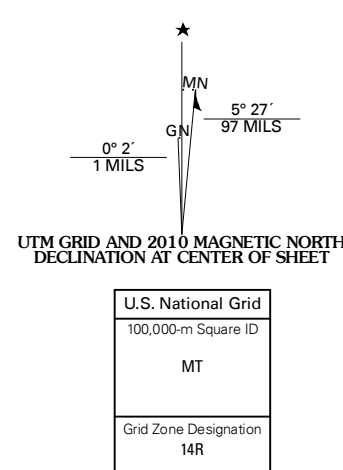 ★
MN
5° 27´
97 MILS
GN
0° 2´
1 MILS
UTM GRID AND 2010 MAGNETIC NORTH
DECLINATION AT CENTER OF SHEET
U.S. National Grid
100,000-m Square ID
MT
Grid Zone Designation
14R